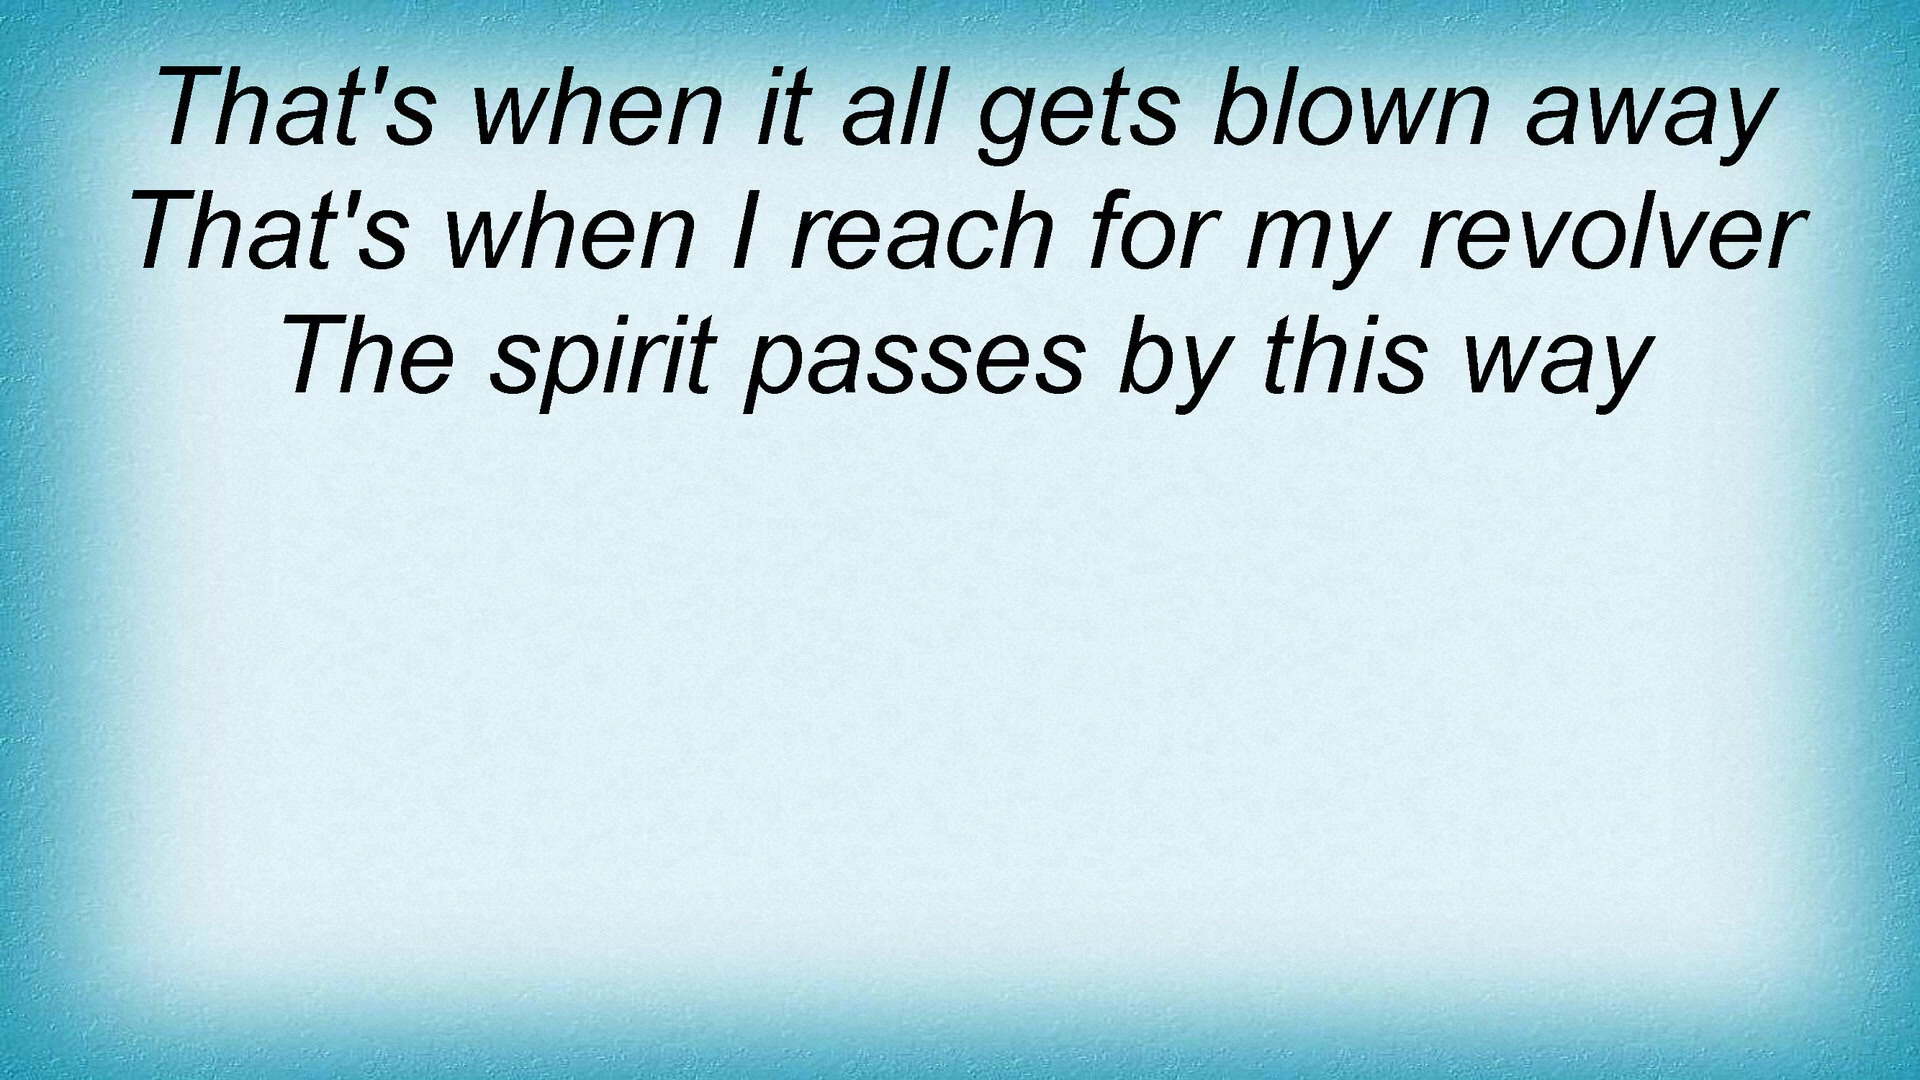 That's when it all gets blown away
That's when I reach for my revolver
The spirit passes by this way